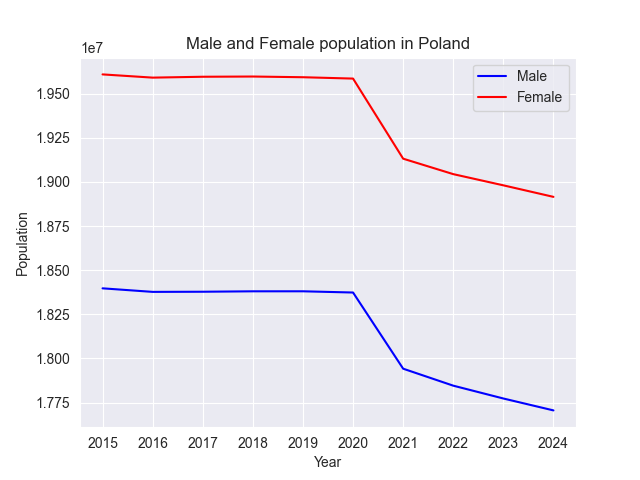 Male and Female population in Poland
1e7
Male
Female
1.950
1.925
1.900
1.875
1.850
1.825
1.800
1.775
Population
2015 2016 2017 2018 2019 2020 2021 2022 2023 2024
Year